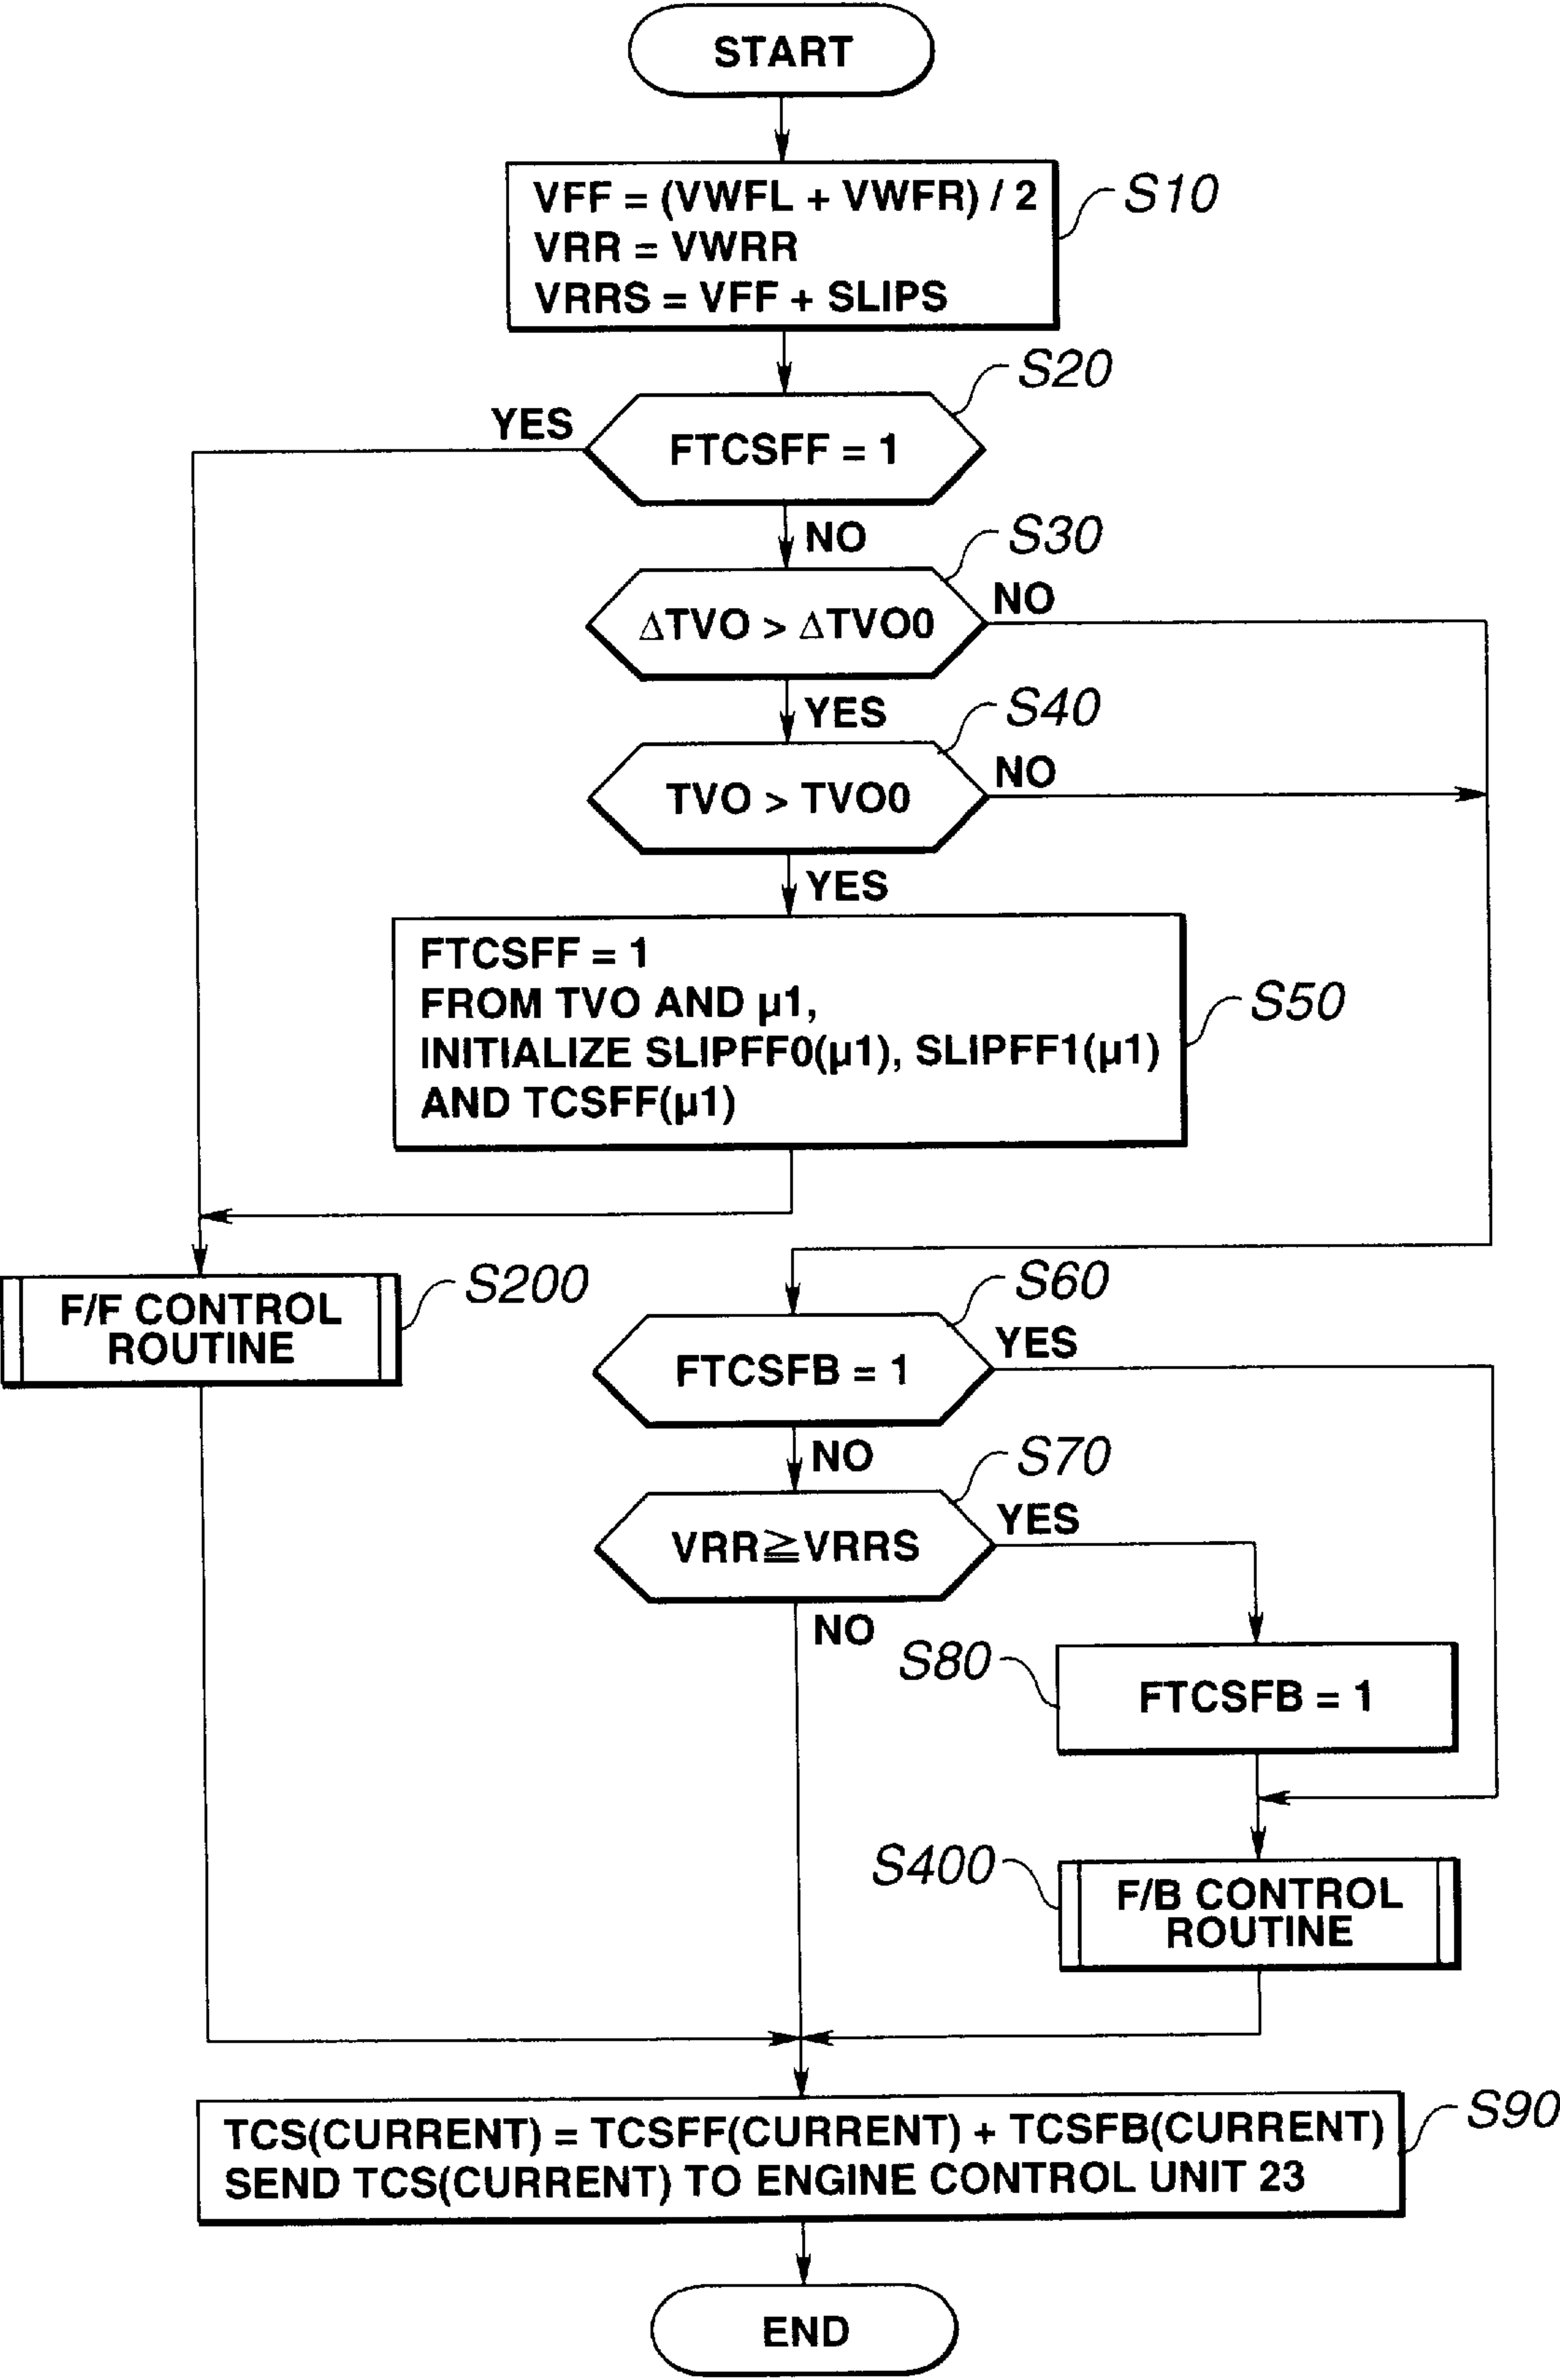 START
VFF = (VWFL + VWFR) / 2
VRR = VWRR
VRRS = VFF + SLIPS
S10
S20
YES
FTCSFF = 1
NO
S30
ΔTVO > ΔTVO0
NO
YES
S40
TVO > TVO0
NO
YES
FTCSFF = 1
FROM TVO AND μ1,
INITIALIZE SLIPFF0(μ1), SLIPFF1(μ1)
AND TCSFF(μ1)
S50
F/F CONTROL
ROUTINE
S200
S60
FTCSFB = 1
YES
NO
S70
VRR≧VRRS
YES
NO
S80
FTCSFB = 1
S400
F/B CONTROL
ROUTINE
TCS(CURRENT) = TCSFF(CURRENT) + TCSFB(CURRENT)
SEND TCS(CURRENT) TO ENGINE CONTROL UNIT 23
S90
END